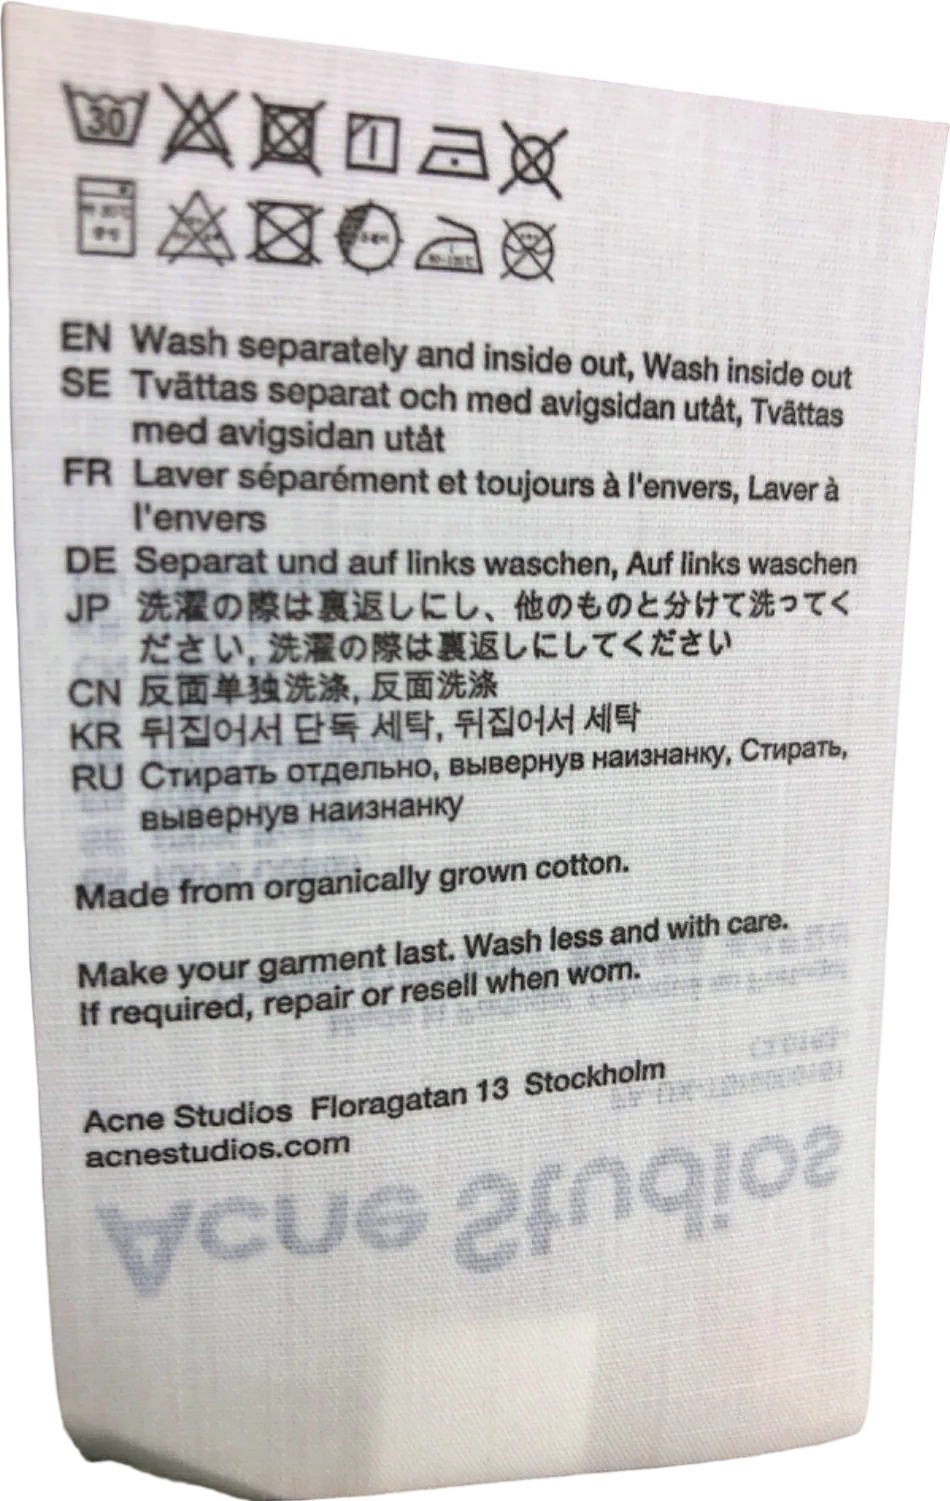 30
EN Wash separately and inside out, Wash inside out
SE Tvättas separat och med avigsidan utåt, Tvättas
med avigsidan utåt
FR Laver séparément et toujours à l'envers, Laver à
l'envers
DE Separat und auf links waschen, Auf links waschen
JP 洗濯の際は裏返しにし、他のものと分けて洗ってく
ださい, 洗濯の際は裏返しにしてください
CN 反面单独洗涤, 反面洗涤
KR 뒤집어서 단독 세탁, 뒤집어서 세탁
RU Стирать отдельно, вывернув наизнанку, Стирать,
вывернув наизнанку
Made from organically grown cotton.
Make your garment last. Wash less and with care.
If required, repair or resell when worn.
Acne Studios Floragatan 13 Stockholm
acnestudios.com
Acne Studios